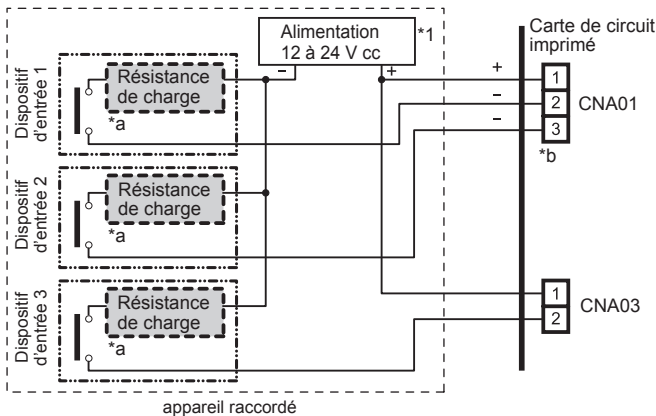 Alimentation
12 à 24 V cc
*1
–
+
Carte de circuit
imprimé
Dispositif
d'entrée 1
Résistance
de charge
*a
+
–
–
1
2
3
CNA01
*b
Dispositif
d'entrée 2
Résistance
de charge
*a
Dispositif
d'entrée 3
Résistance
de charge
*a
1
2
CNA03
appareil raccordé